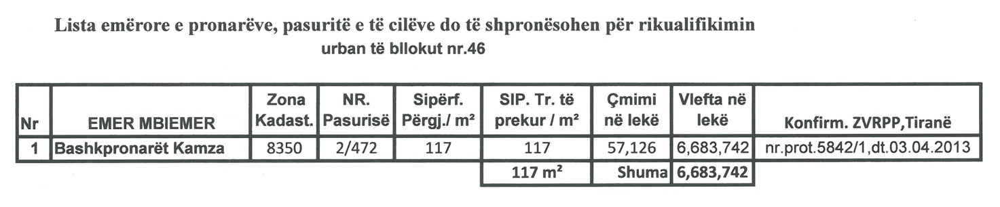 Lista emërore e pronarëve, pasuritë e të cilëve do të shpronësohen për rikualifikimin
urban të bllokut nr.46
Nr EMER MBIEMER Zona Kadast. NR. Pasurisë Sipërf. Përgj./ m² SIP. Tr. të prekur / m² Çmimi në lekë Vlefta në lekë Konfirm. ZVRPP,Tiranë
1 Bashkpronarët Kamza 8350 2/472 117 117 57,126 6,683,742 nr.prot.5842/1,dt.03.04.2013
117 m² Shuma 6,683,742